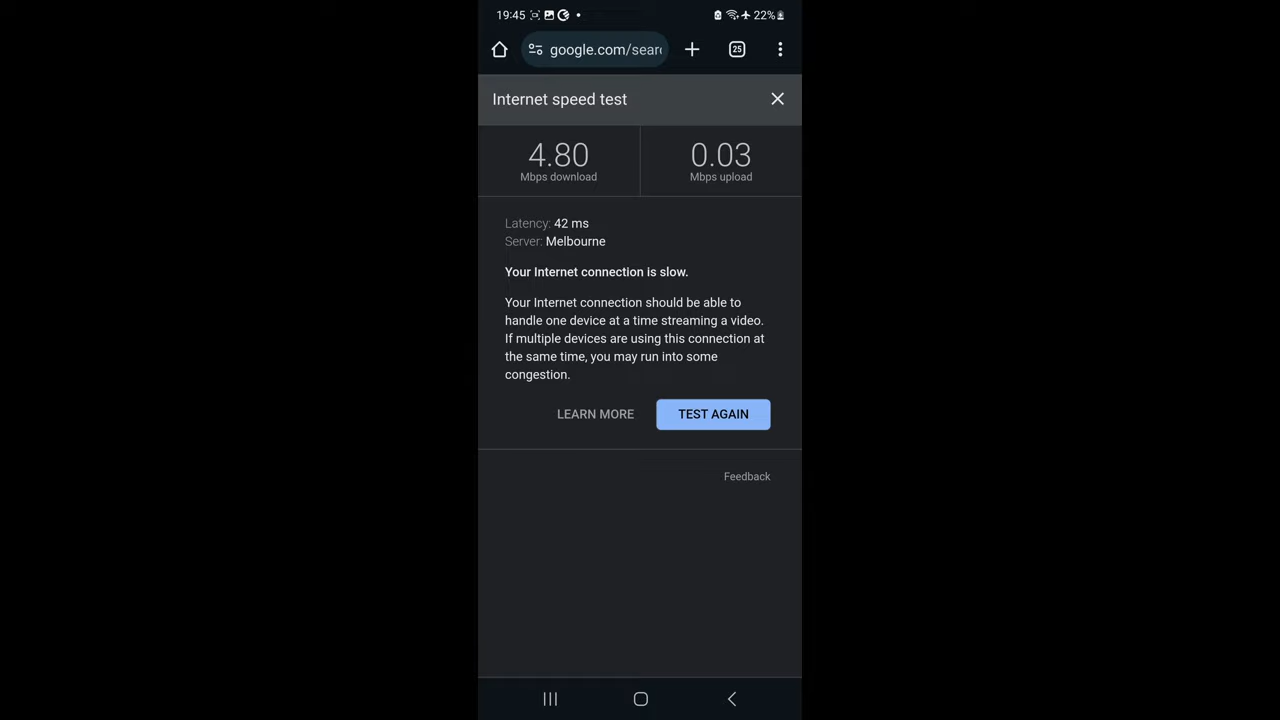 19:45
22%
google.com/sear
25
Internet speed test
4.80
Mbps download
0.03
Mbps upload
Latency: 42 ms
Server: Melbourne
Your Internet connection is slow.
Your Internet connection should be able to
handle one device at a time streaming a video.
If multiple devices are using this connection at
the same time, you may run into some
congestion.
LEARN MORE
TEST AGAIN
Feedback